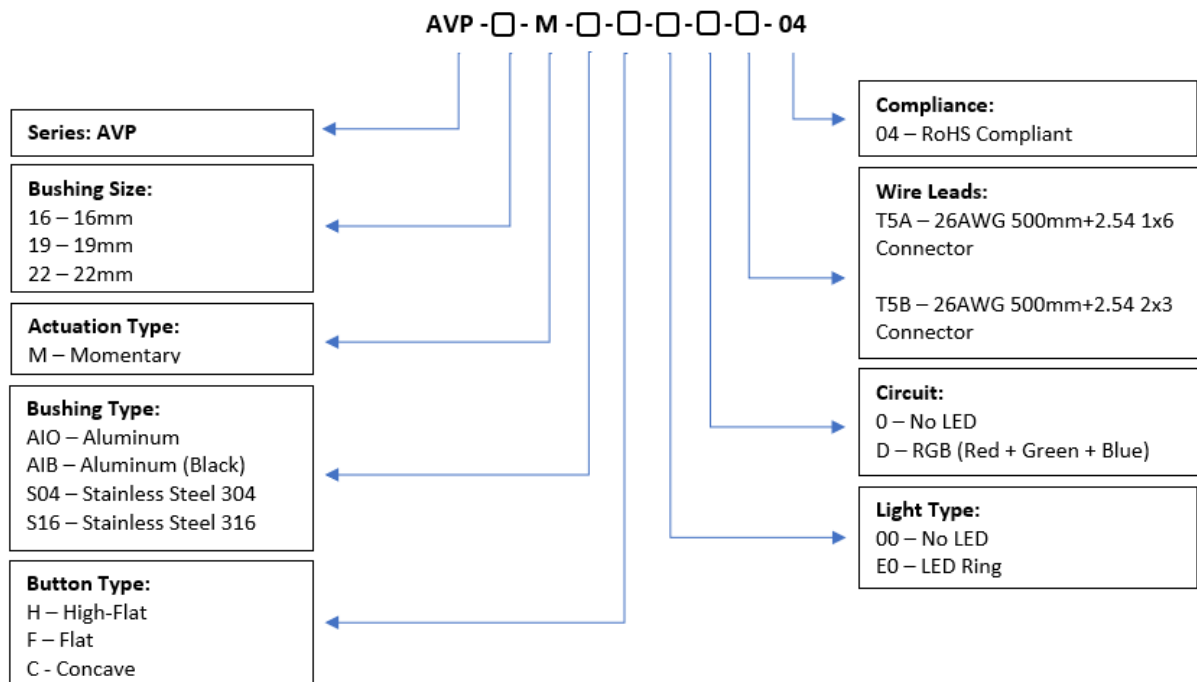 AVP - ▢ - M - ▢ - ▢ - ▢ - ▢ - ▢ - 04
Series: AVP
Bushing Size:
16 – 16mm
19 – 19mm
22 – 22mm
Actuation Type:
M – Momentary
Bushing Type:
AIO – Aluminum
AIB – Aluminum (Black)
S04 – Stainless Steel 304
S16 – Stainless Steel 316
Button Type:
H – High-Flat
F – Flat
C - Concave
Compliance:
04 – RoHS Compliant
Wire Leads:
T5A – 26AWG 500mm+2.54 1x6
Connector
T5B – 26AWG 500mm+2.54 2x3
Connector
Circuit:
0 – No LED
D – RGB (Red + Green + Blue)
Light Type:
00 – No LED
E0 – LED Ring